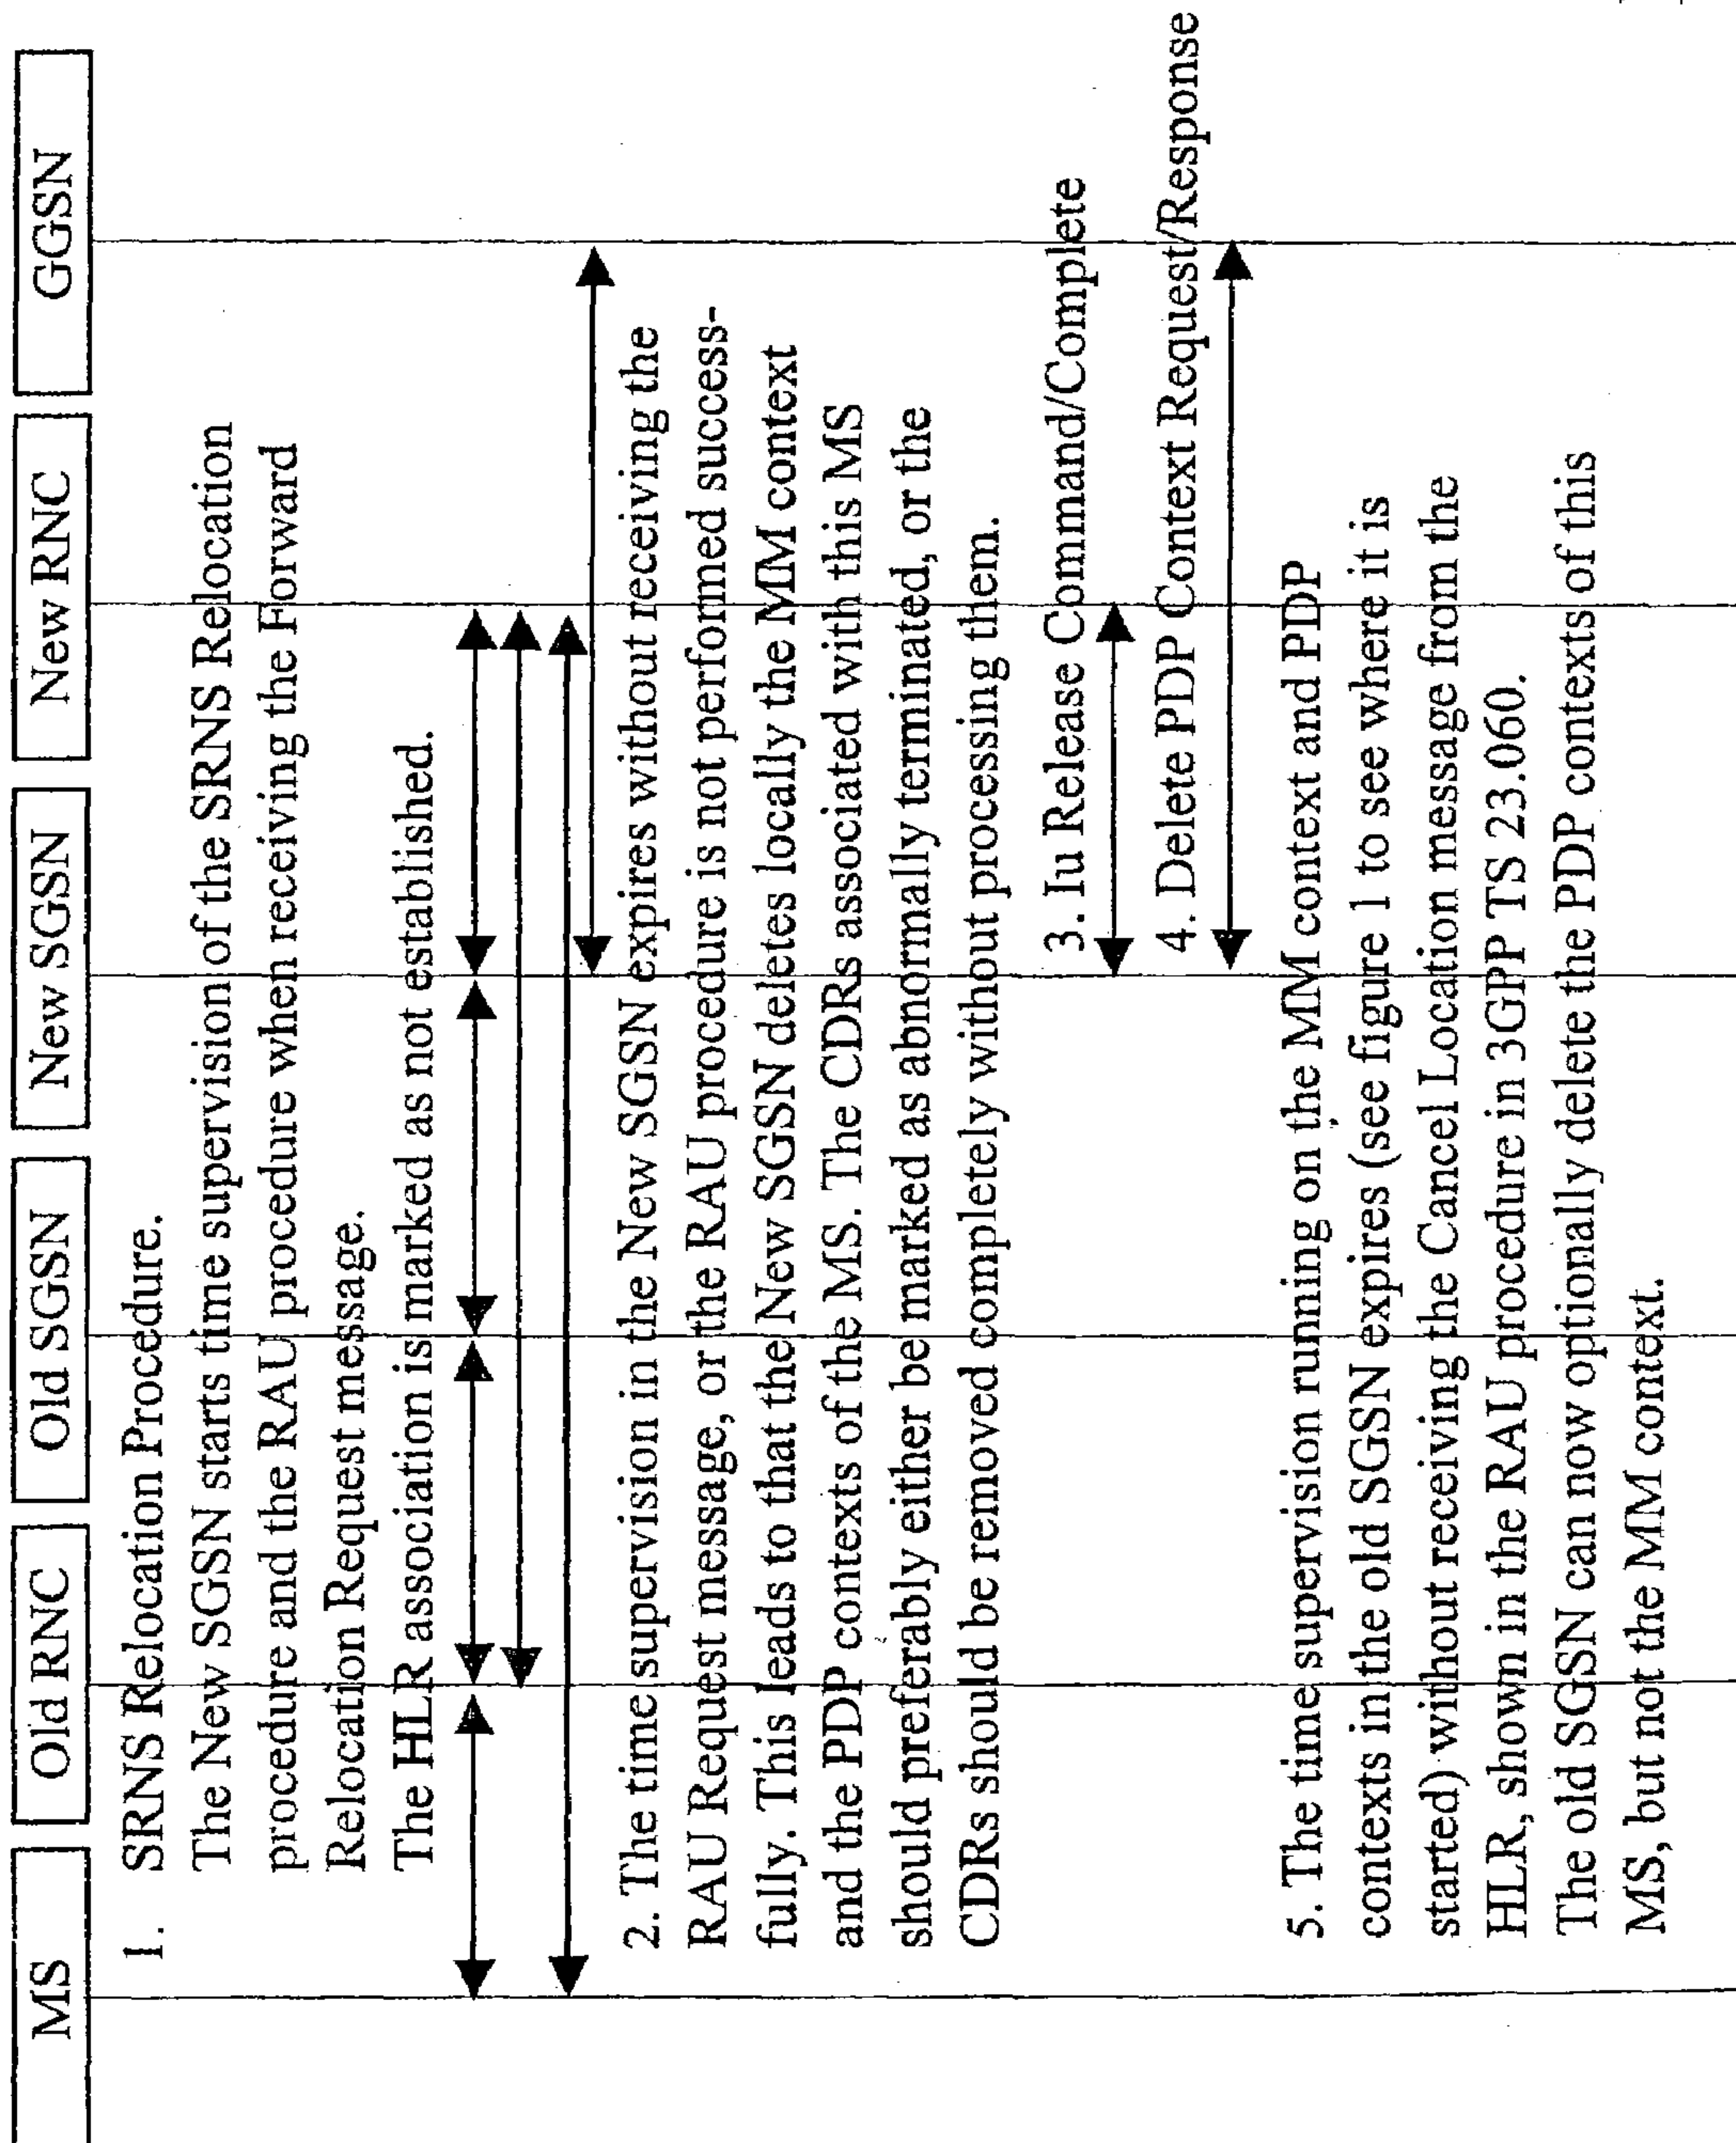 MS
Old RNC
Old SGSN
New SGSN
New RNC
GGSN
1. SRNS Relocation Procedure.
The New SGSN starts time supervision of the SRNS Relocation
procedure and the RAU procedure when receiving the Forward
Relocation Request message.
The HLR association is marked as not established.
2. The time supervision in the New SGSN expires without receiving the
RAU Request message, or the RAU procedure is not performed success-
fully. This leads to that the New SGSN deletes locally the MM context
and the PDP contexts of the MS. The CDRs associated with this MS
should preferably either be marked as abnormally terminated, or the
CDRs should be removed completely without processing them.
3. Iu Release Command/Complete
4. Delete PDP Context Request/Response
5. The time supervision running on the MM context and PDP
contexts in the old SGSN expires (see figure 1 to see where it is
started) without receiving the Cancel Location message from the
HLR, shown in the RAU procedure in 3GPP TS 23.060.
The old SGSN can now optionally delete the PDP contexts of this
MS, but not the MM context.